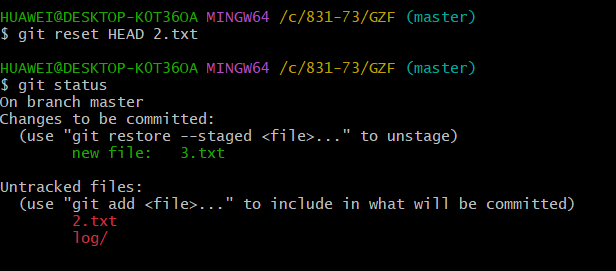 HUAWEI@DESKTOP-K0T36OA MINGW64 /c/831-73/GZF (master)
$ git reset HEAD 2.txt
HUAWEI@DESKTOP-K0T36OA MINGW64 /c/831-73/GZF (master)
$ git status
On branch master
Changes to be committed:
  (use "git restore --staged <file>..." to unstage)
        new file:   3.txt
Untracked files:
  (use "git add <file>..." to include in what will be committed)
        2.txt
        log/